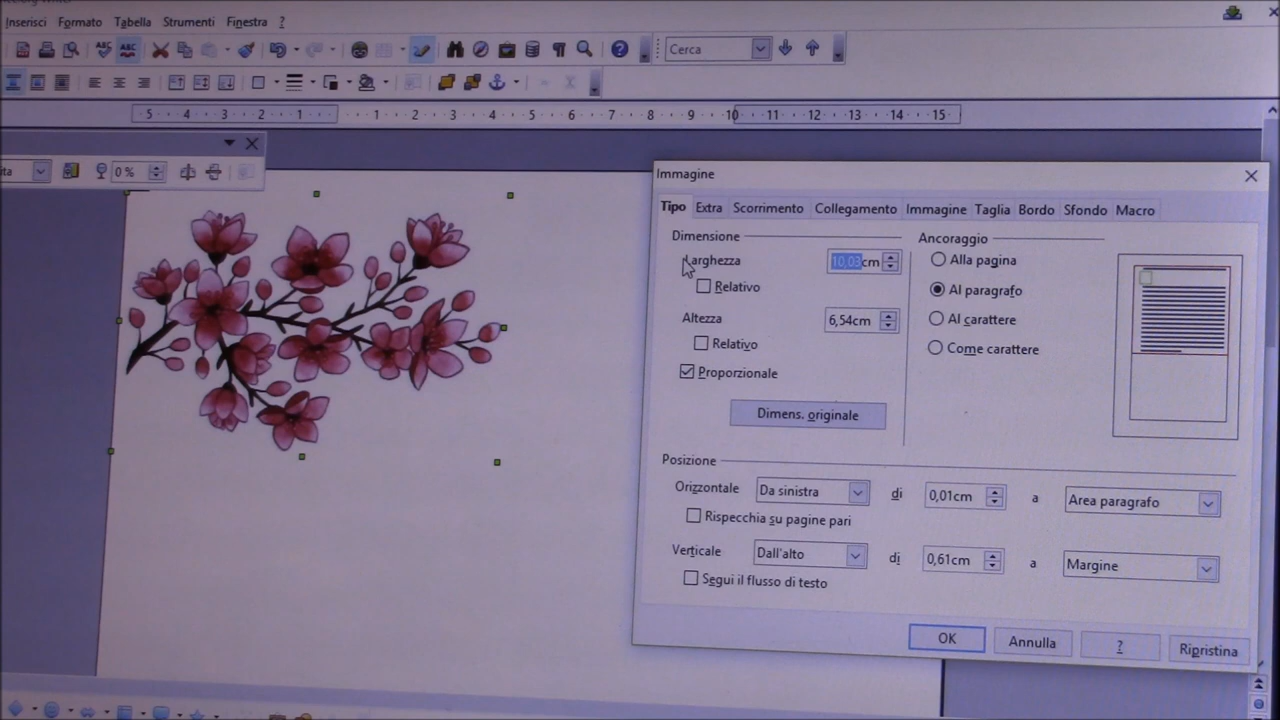 Inserisci Formato Tabella Strumenti Finestra ?
ABC ABC Cerca
5 4 3 2 1 1 2 3 4 5 6 7 8 9 10 11 12 13 14 15
ita 0 %
Immagine
Tipo Extra Scorrimento Collegamento Immagine Taglia Bordo Sfondo Macro
Dimensione Ancoraggio
Larghezza 10,03cm Alla pagina
Relativo Al paragrafo
Altezza 6,54cm Al carattere
Relativo Come carattere
Proporzionale
Dimens. originale
Posizione
Orizzontale Da sinistra di 0,01cm a Area paragrafo
Rispecchia su pagine pari
Verticale Dall'alto di 0,61cm a Margine
Segui il flusso di testo
OK Annulla ? Ripristina